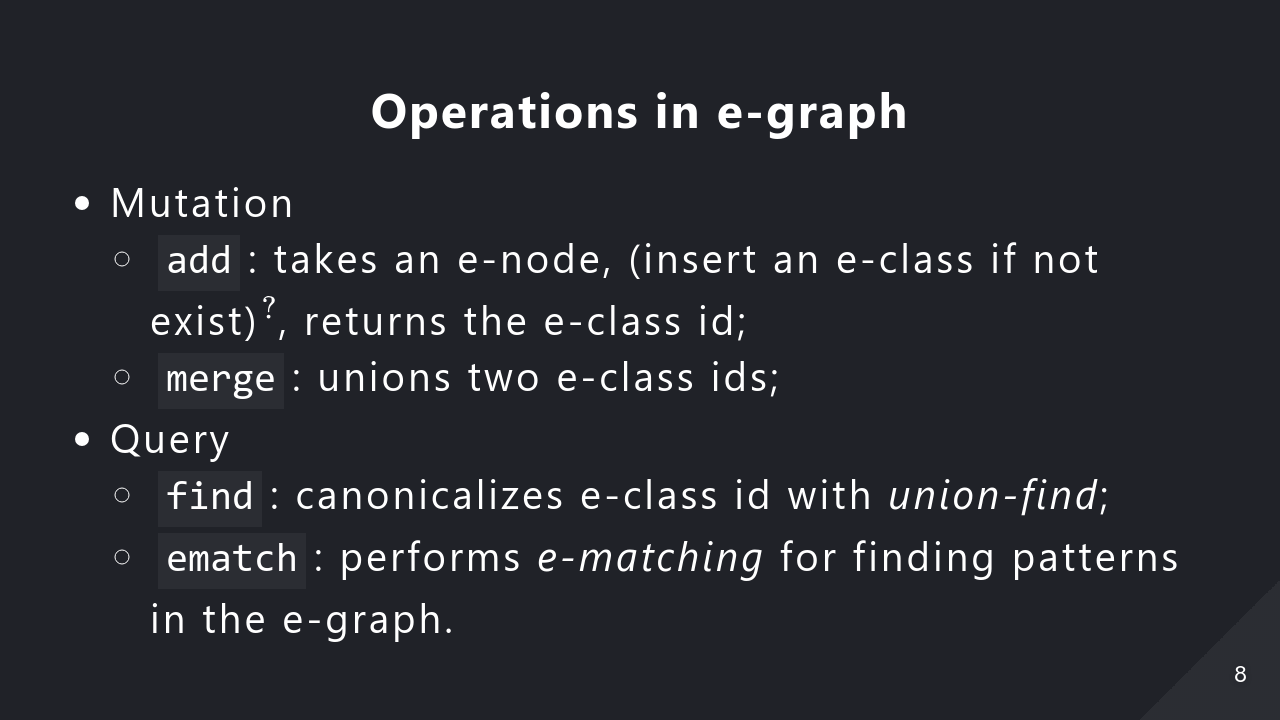 Operations in e-graph
• Mutation
○ add : takes an e-node, (insert an e-class if not
exist)?, returns the e-class id;
○ merge : unions two e-class ids;
• Query
○ find : canonicalizes e-class id with union-find;
○ ematch : performs e-matching for finding patterns
in the e-graph.
8